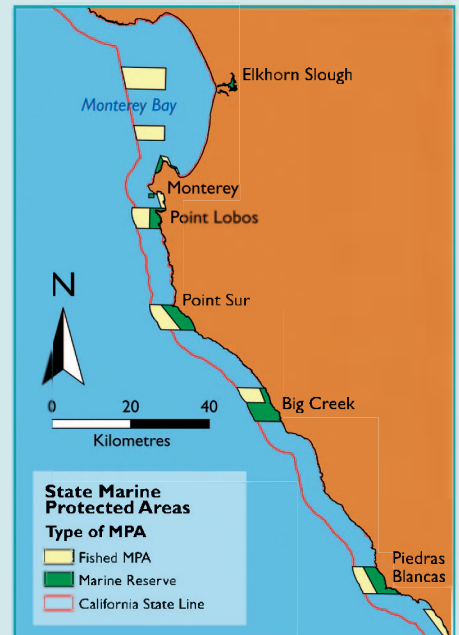 Elkhorn Slough
Monterey Bay
Monterey
Point Lobos
N
Point Sur
0 20 40
Kilometres
Big Creek
State Marine
Protected Areas
Type of MPA
Fished MPA
Marine Reserve
California State Line
Piedras
Blancas